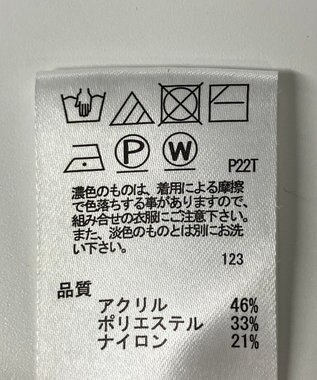 P W P22T
濃色のものは、着用による摩擦
で色落ちする事がありますので、
組み合せの衣服にご注意下さい。
また、淡色のものとは別にお洗
い下さい。
123
品質
アクリル 46%
ポリエステル 33%
ナイロン 21%